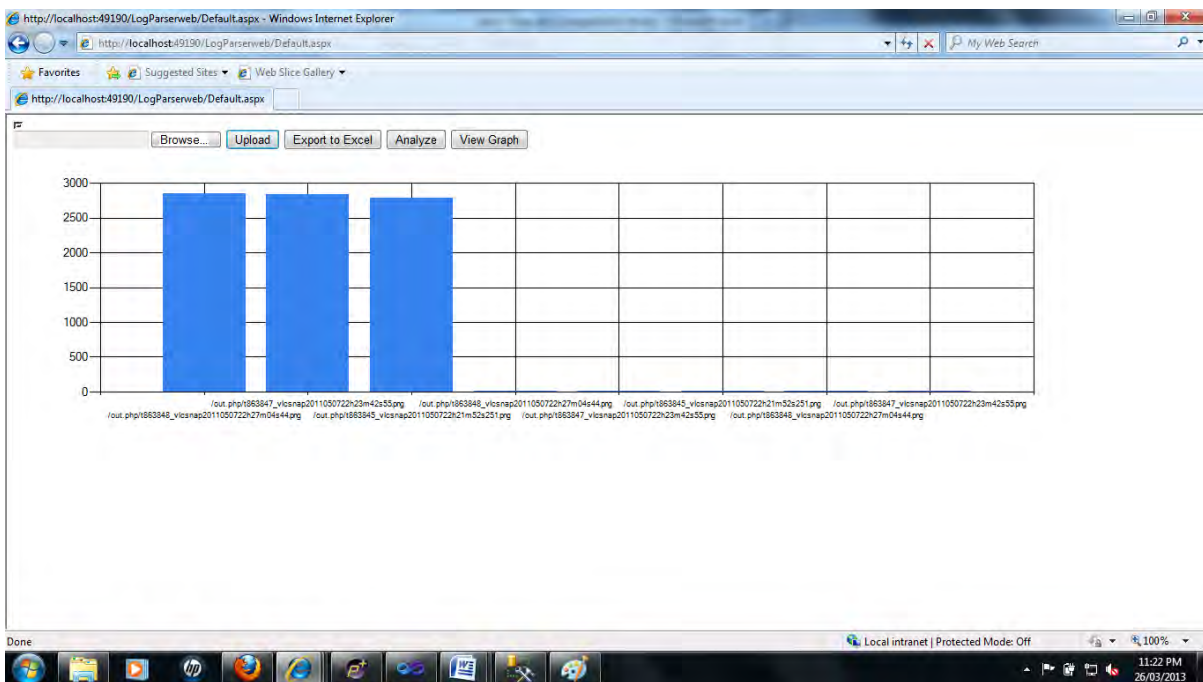 http://localhost:49190/LogParserweb/Default.aspx - Windows Internet Explorer
http://localhost:49190/LogParserweb/Default.aspx
My Web Search
Favorites
Suggested Sites
Web Slice Gallery
http://localhost:49190/LogParserweb/Default.aspx
Browse...
Upload
Export to Excel
Analyze
View Graph
3000
2500
2000
1500
1000
500
0
/out.php/t863847_vlcsnap2011050722h23m42s55.png
/out.php/t863848_vlcsnap2011050722h27m04s44.png
/out.php/t863845_vlcsnap2011050722h21m52s251.png
/out.php/t863847_vlcsnap2011050722h23m42s55.png
/out.php/t863848_vlcsnap2011050722h27m04s44.png
/out.php/t863845_vlcsnap2011050722h21m52s251.png
/out.php/t863847_vlcsnap2011050722h23m42s55.png
/out.php/t863848_vlcsnap2011050722h27m04s44.png
Done
Local intranet | Protected Mode: Off
100%
hp
11:22 PM
26/03/2013